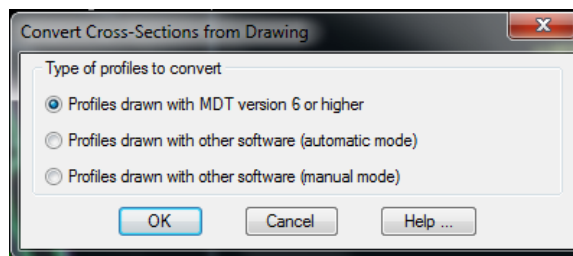 Convert Cross-Sections from Drawing
Type of profiles to convert
Profiles drawn with MDT version 6 or higher
Profiles drawn with other software (automatic mode)
Profiles drawn with other software (manual mode)
OK Cancel Help ...